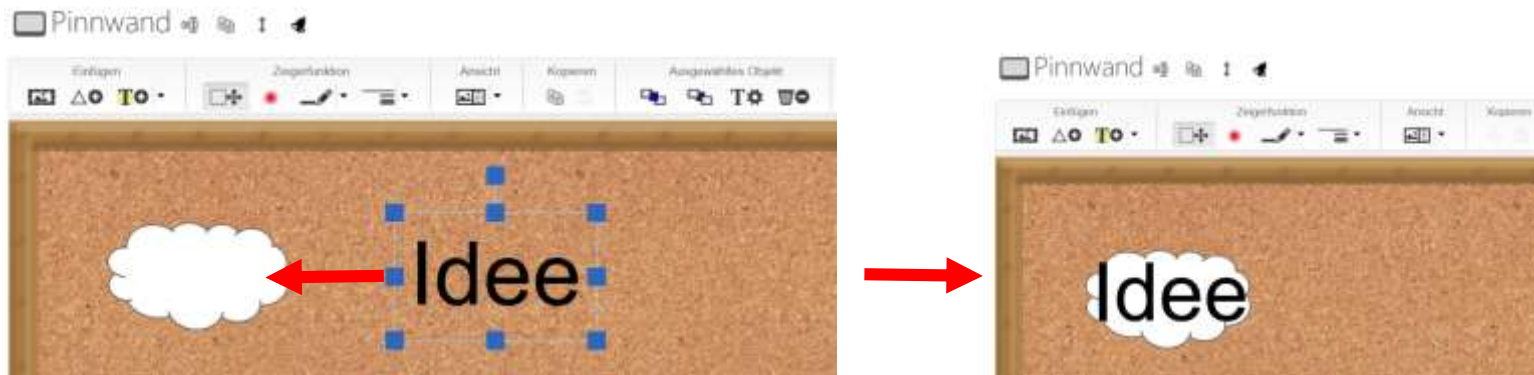 Pinnwand
Einfügen Zeigerfunktion Ansicht Kopieren Ausgewähltes Objekt
T T
Idee
Pinnwand
Einfügen Zeigerfunktion Ansicht Kopieren
T
Idee